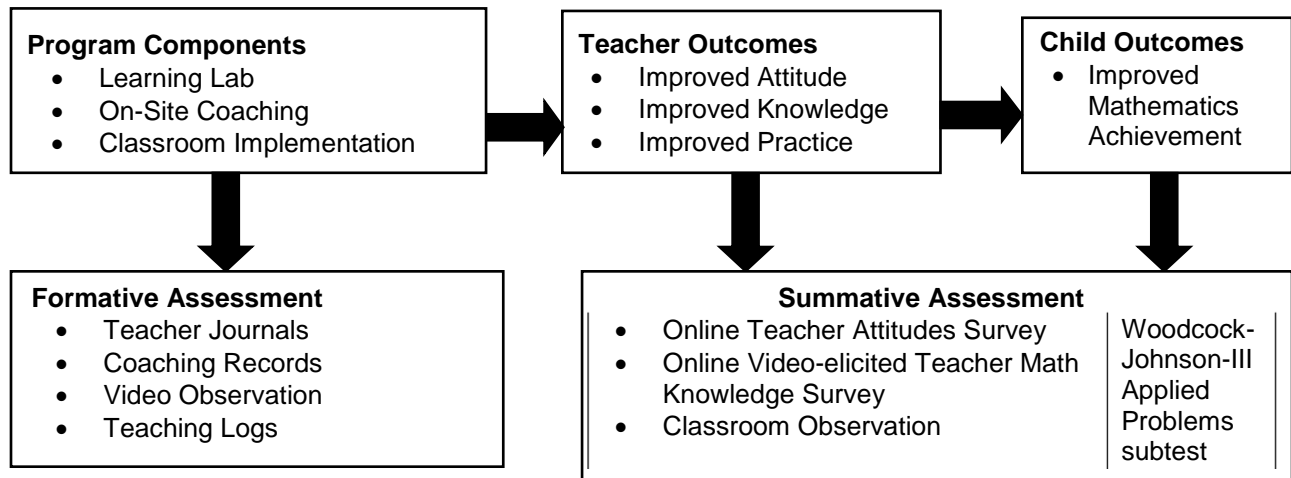 Program Components
• Learning Lab
• On-Site Coaching
• Classroom Implementation
Teacher Outcomes
• Improved Attitude
• Improved Knowledge
• Improved Practice
Child Outcomes
• Improved
Mathematics
Achievement
Formative Assessment
• Teacher Journals
• Coaching Records
• Video Observation
• Teaching Logs
Summative Assessment
• Online Teacher Attitudes Survey
• Online Video-elicited Teacher Math
Knowledge Survey
• Classroom Observation
Woodcock-
Johnson-III
Applied
Problems
subtest